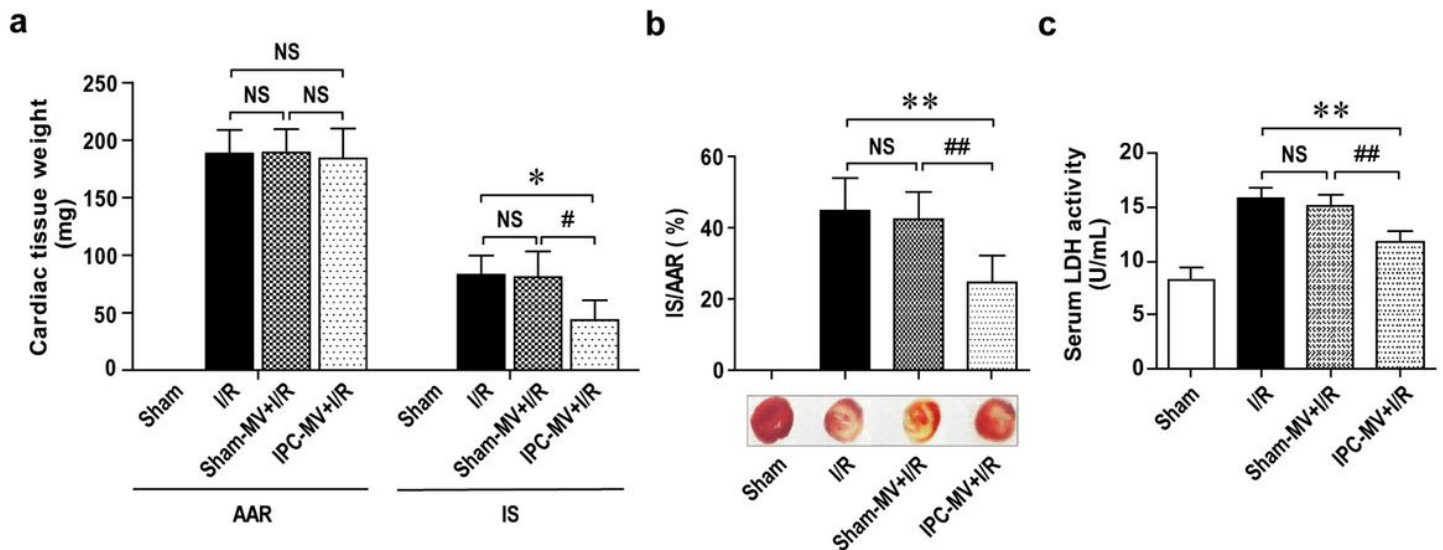 a
Cardiac tissue weight
(mg)
250
200
150
100
50
0
NS
NS
NS
*
NS
#
Sham
I/R
Sham-MV+I/R
IPC-MV+I/R
Sham
I/R
Sham-MV+I/R
IPC-MV+I/R
AAR
IS
b
IS/AAR ( %)
60
40
20
0
**
NS
##
Sham
I/R
Sham-MV+I/R
IPC-MV+I/R
c
Serum LDH activity
(U/mL)
20
15
10
5
0
**
NS
##
Sham
I/R
Sham-MV+I/R
IPC-MV+I/R